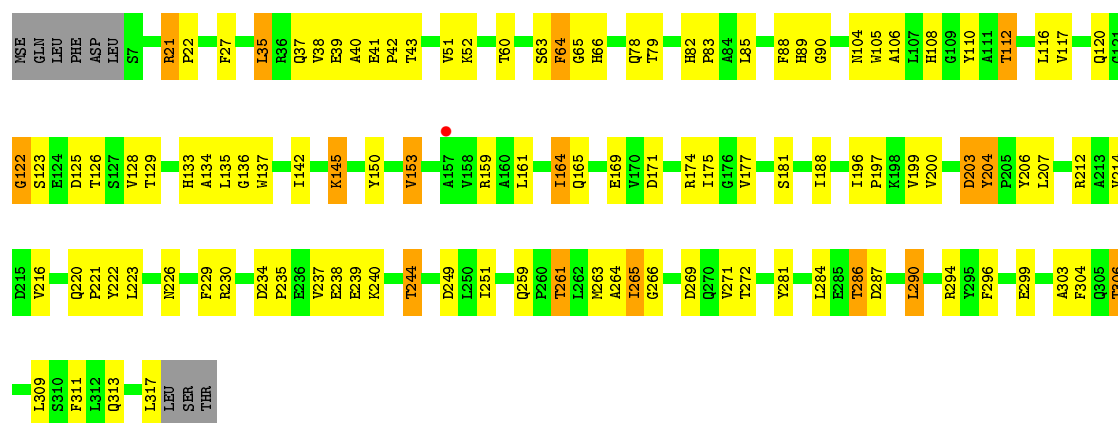 MSE GLN LEU PHE ASP LEU S7 R21 P22 F27 L35 R36 Q37 V38 E39 A40 E41 P42 T43 V51 K52 T60 S63 F64 G65 H66 Q78 T79 H82 P83 A84 L85 F88 H89 G90 N104 W105 A106 L107 H108 G109 Y110 A111 T112 L116 V117 Q120 G121
G122 S123 E124 D125 T126 S127 V128 T129 H133 A134 L135 G136 W137 I142 K145 Y150 V153 A157 V158 R159 A160 L161 I164 Q165 E169 V170 D171 R174 I175 G176 V177 S181 I188 I196 P197 K198 V199 V200 D203 Y204 P205 Y206 L207 R212 A213 V214
D215 V216 Q220 P221 Y222 L223 N226 F229 R230 D234 P235 E236 V237 E238 E239 K240 T244 D249 L250 I251 Q259 P260 T261 L262 M263 A264 I265 G266 D269 Q270 V271 T272 Y281 L284 E285 T286 D287 L290 R294 Y295 F296 E299 A303 F304 Q305 T306
L309 S310 F311 L312 Q313 L317 LEU SER THR